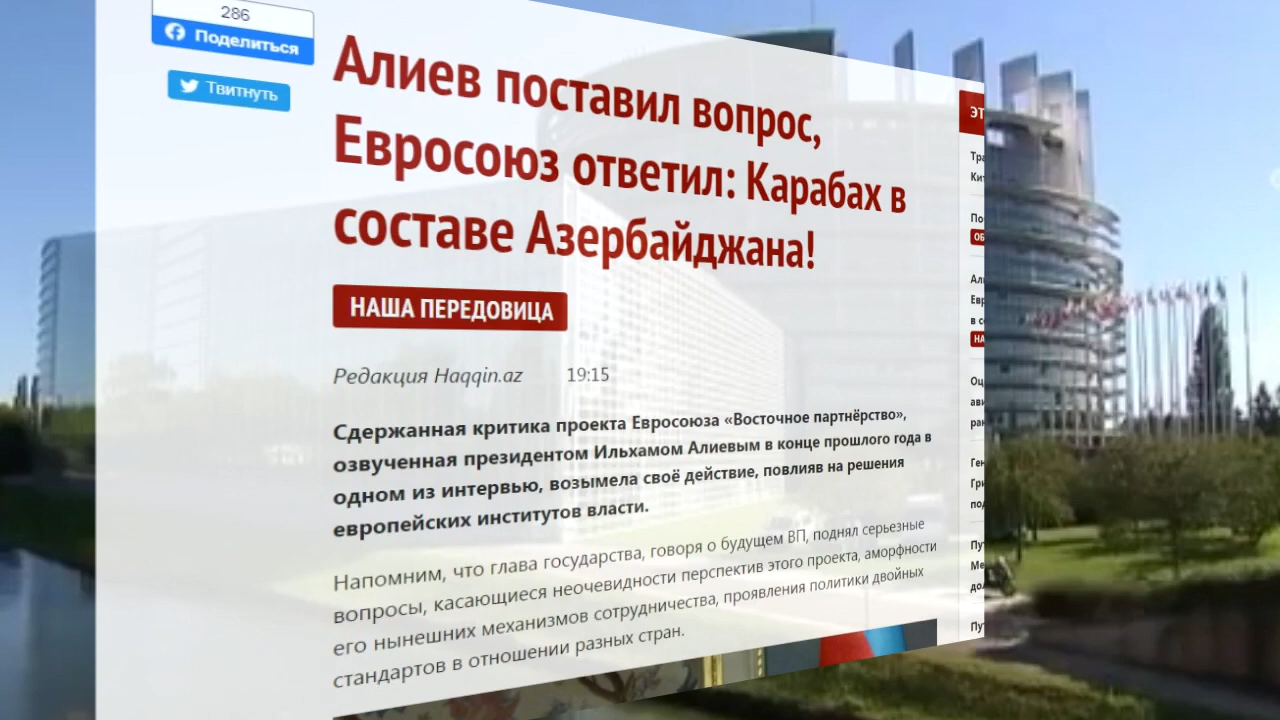 286
Поделиться
Твитнуть
Алиев поставил вопрос,
Евросоюз ответил: Карабах в
составе Азербайджана!
НАША ПЕРЕДОВИЦА
Редакция Haqqin.az 19:15
Сдержанная критика проекта Евросоюза «Восточное партнёрство»,
озвученная президентом Ильхамом Алиевым в конце прошлого года в
одном из интервью, возымела своё действие, повлияв на решения
европейских институтов власти.
Напомним, что глава государства, говоря о будущем ВП, поднял серьезные
вопросы, касающиеся неочевидности перспектив этого проекта, аморфности
его нынешних механизмов сотрудничества, проявления политики двойных
стандартов в отношении разных стран.